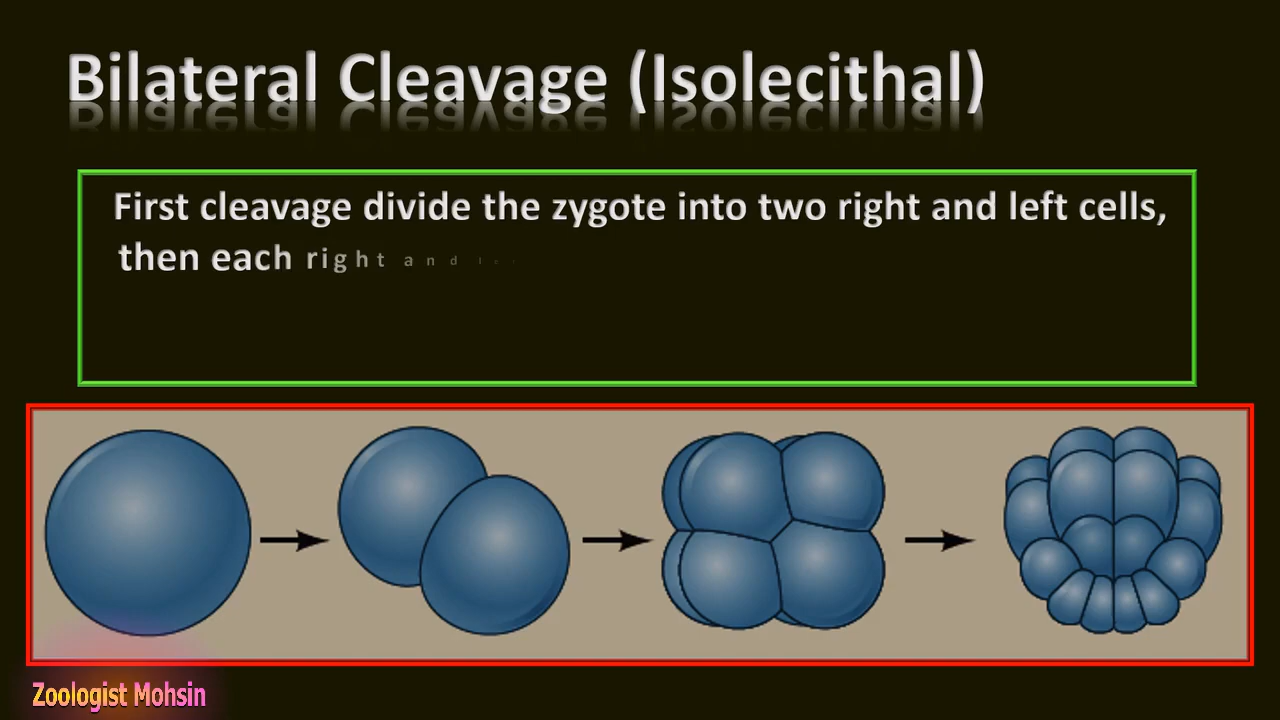 Bilateral Cleavage (Isolecithal)
First cleavage divide the zygote into two right and left cells,
then each right and
Zoologist Mohsin